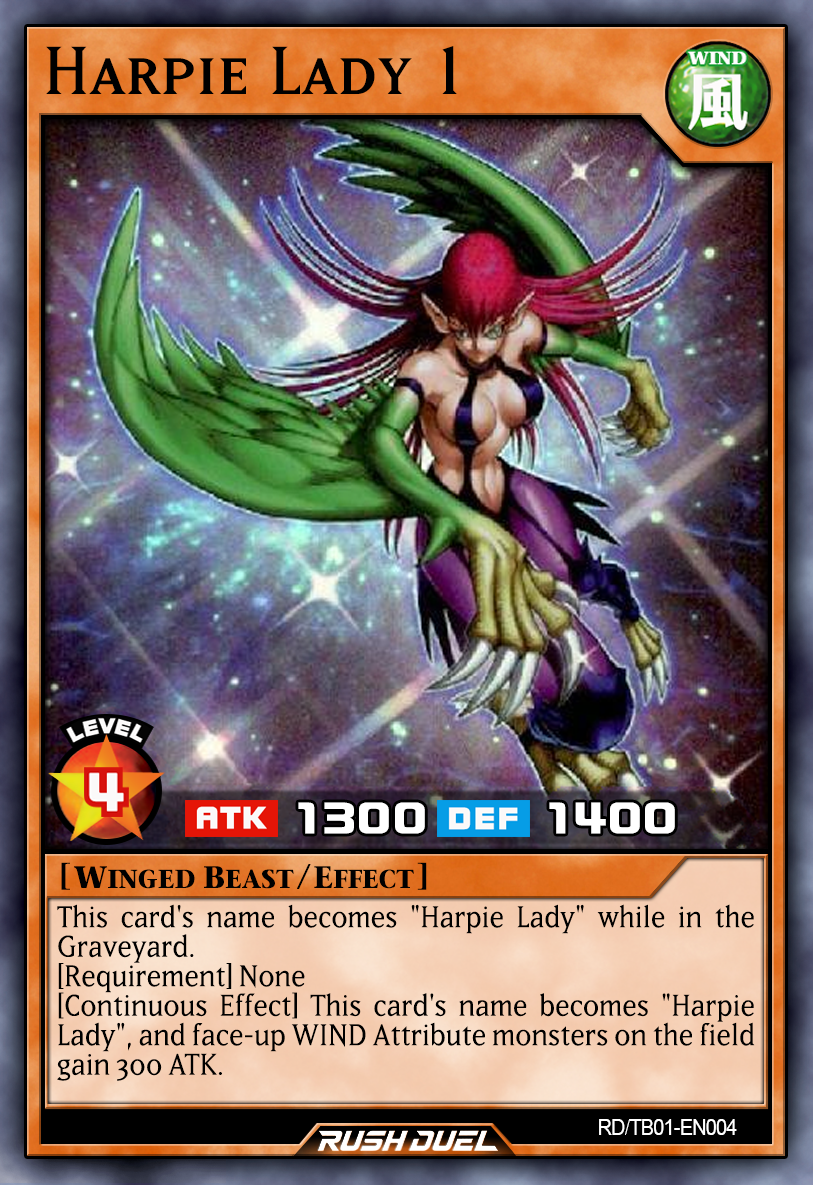 Harpie Lady 1
WIND
風
LEVEL
4
ATK 1300 DEF 1400
[Winged Beast/Effect]
This card's name becomes "Harpie Lady" while in the
Graveyard.
[Requirement] None
[Continuous Effect] This card's name becomes "Harpie
Lady", and face-up WIND Attribute monsters on the field
gain 300 ATK.
RD/TB01-EN004
RUSH DUEL